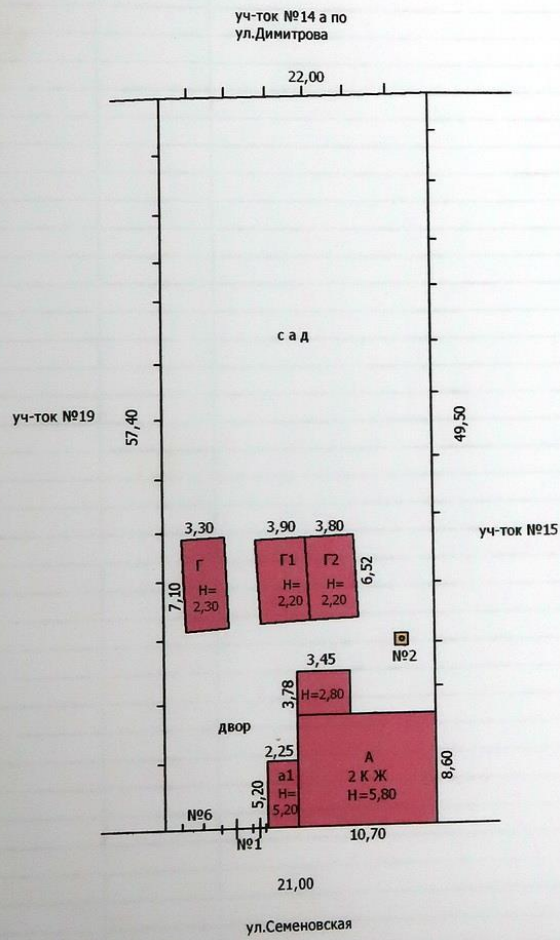 уч-ток №14 а по
ул.Димитрова
22,00
с а д
уч-ток №19
57,40
49,50
уч-ток №15
3,30
3,90
3,80
Г
Н=
2,30
7,10
Г1
Н=
2,20
Г2
Н=
2,20
6,52
№2
3,45
3,78
Н=2,80
двор
2,25
5,20
а1
Н=
5,20
А
2 К Ж
Н=5,80
8,60
№6
№1
10,70
21,00
ул.Семеновская